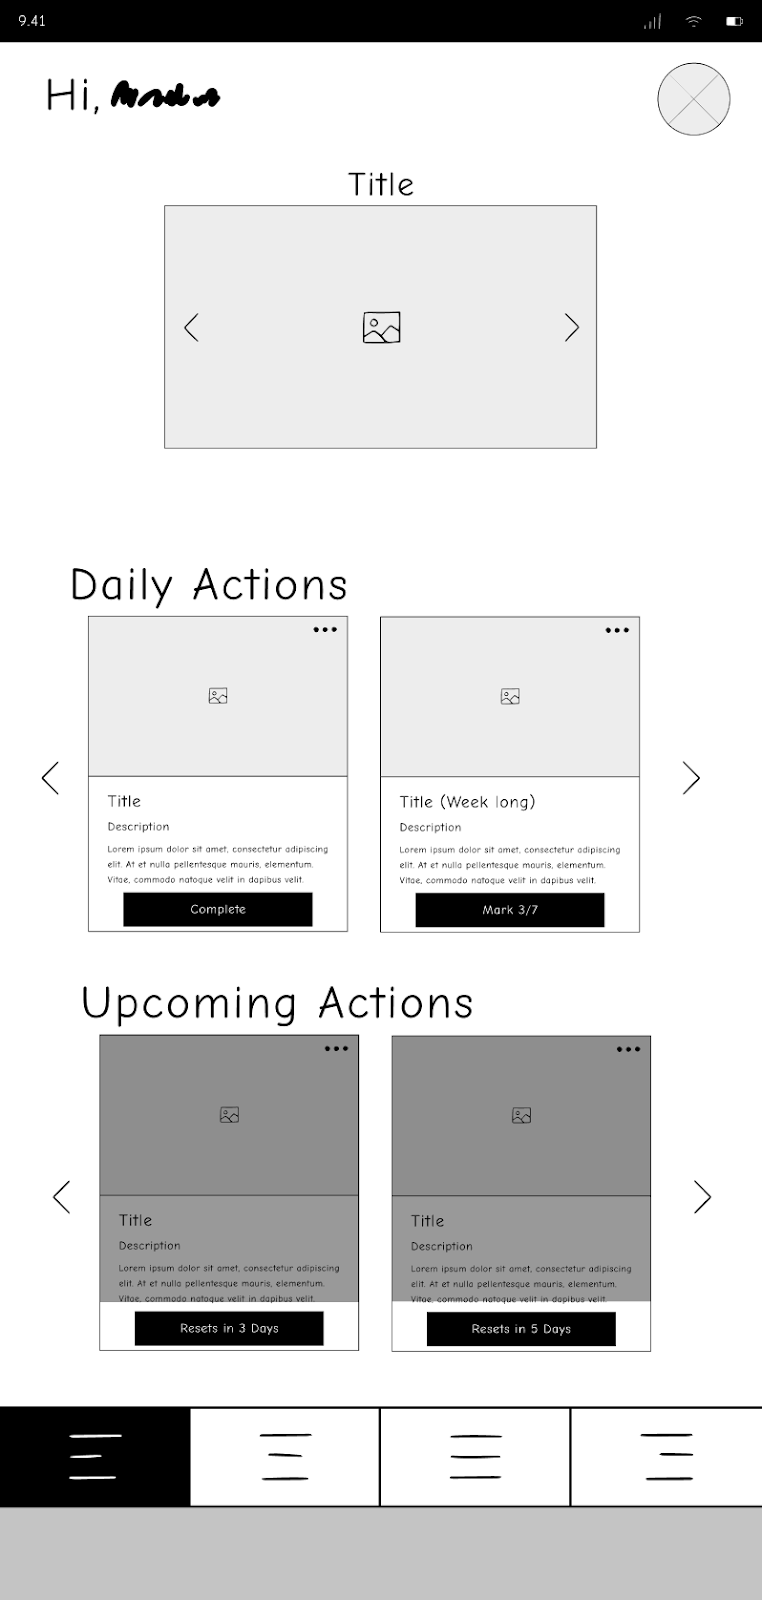 9.41
Hi,
Title
Daily Actions
Title
Description
Lorem ipsum dolor sit amet, consectetur adipiscing
elit. At et nulla pellentesque mauris, elementum.
Vitae, commodo natoque velit in dapibus velit.
Complete
Title (Week long)
Description
Lorem ipsum dolor sit amet, consectetur adipiscing
elit. At et nulla pellentesque mauris, elementum.
Vitae, commodo natoque velit in dapibus velit.
Mark 3/7
Upcoming Actions
Title
Description
Lorem ipsum dolor sit amet, consectetur adipiscing
elit. At et nulla pellentesque mauris, elementum.
Vitae, commodo natoque velit in dapibus velit.
Resets in 3 Days
Title
Description
Lorem ipsum dolor sit amet, consectetur adipiscing
elit. At et nulla pellentesque mauris, elementum.
Vitae, commodo natoque velit in dapibus velit.
Resets in 5 Days